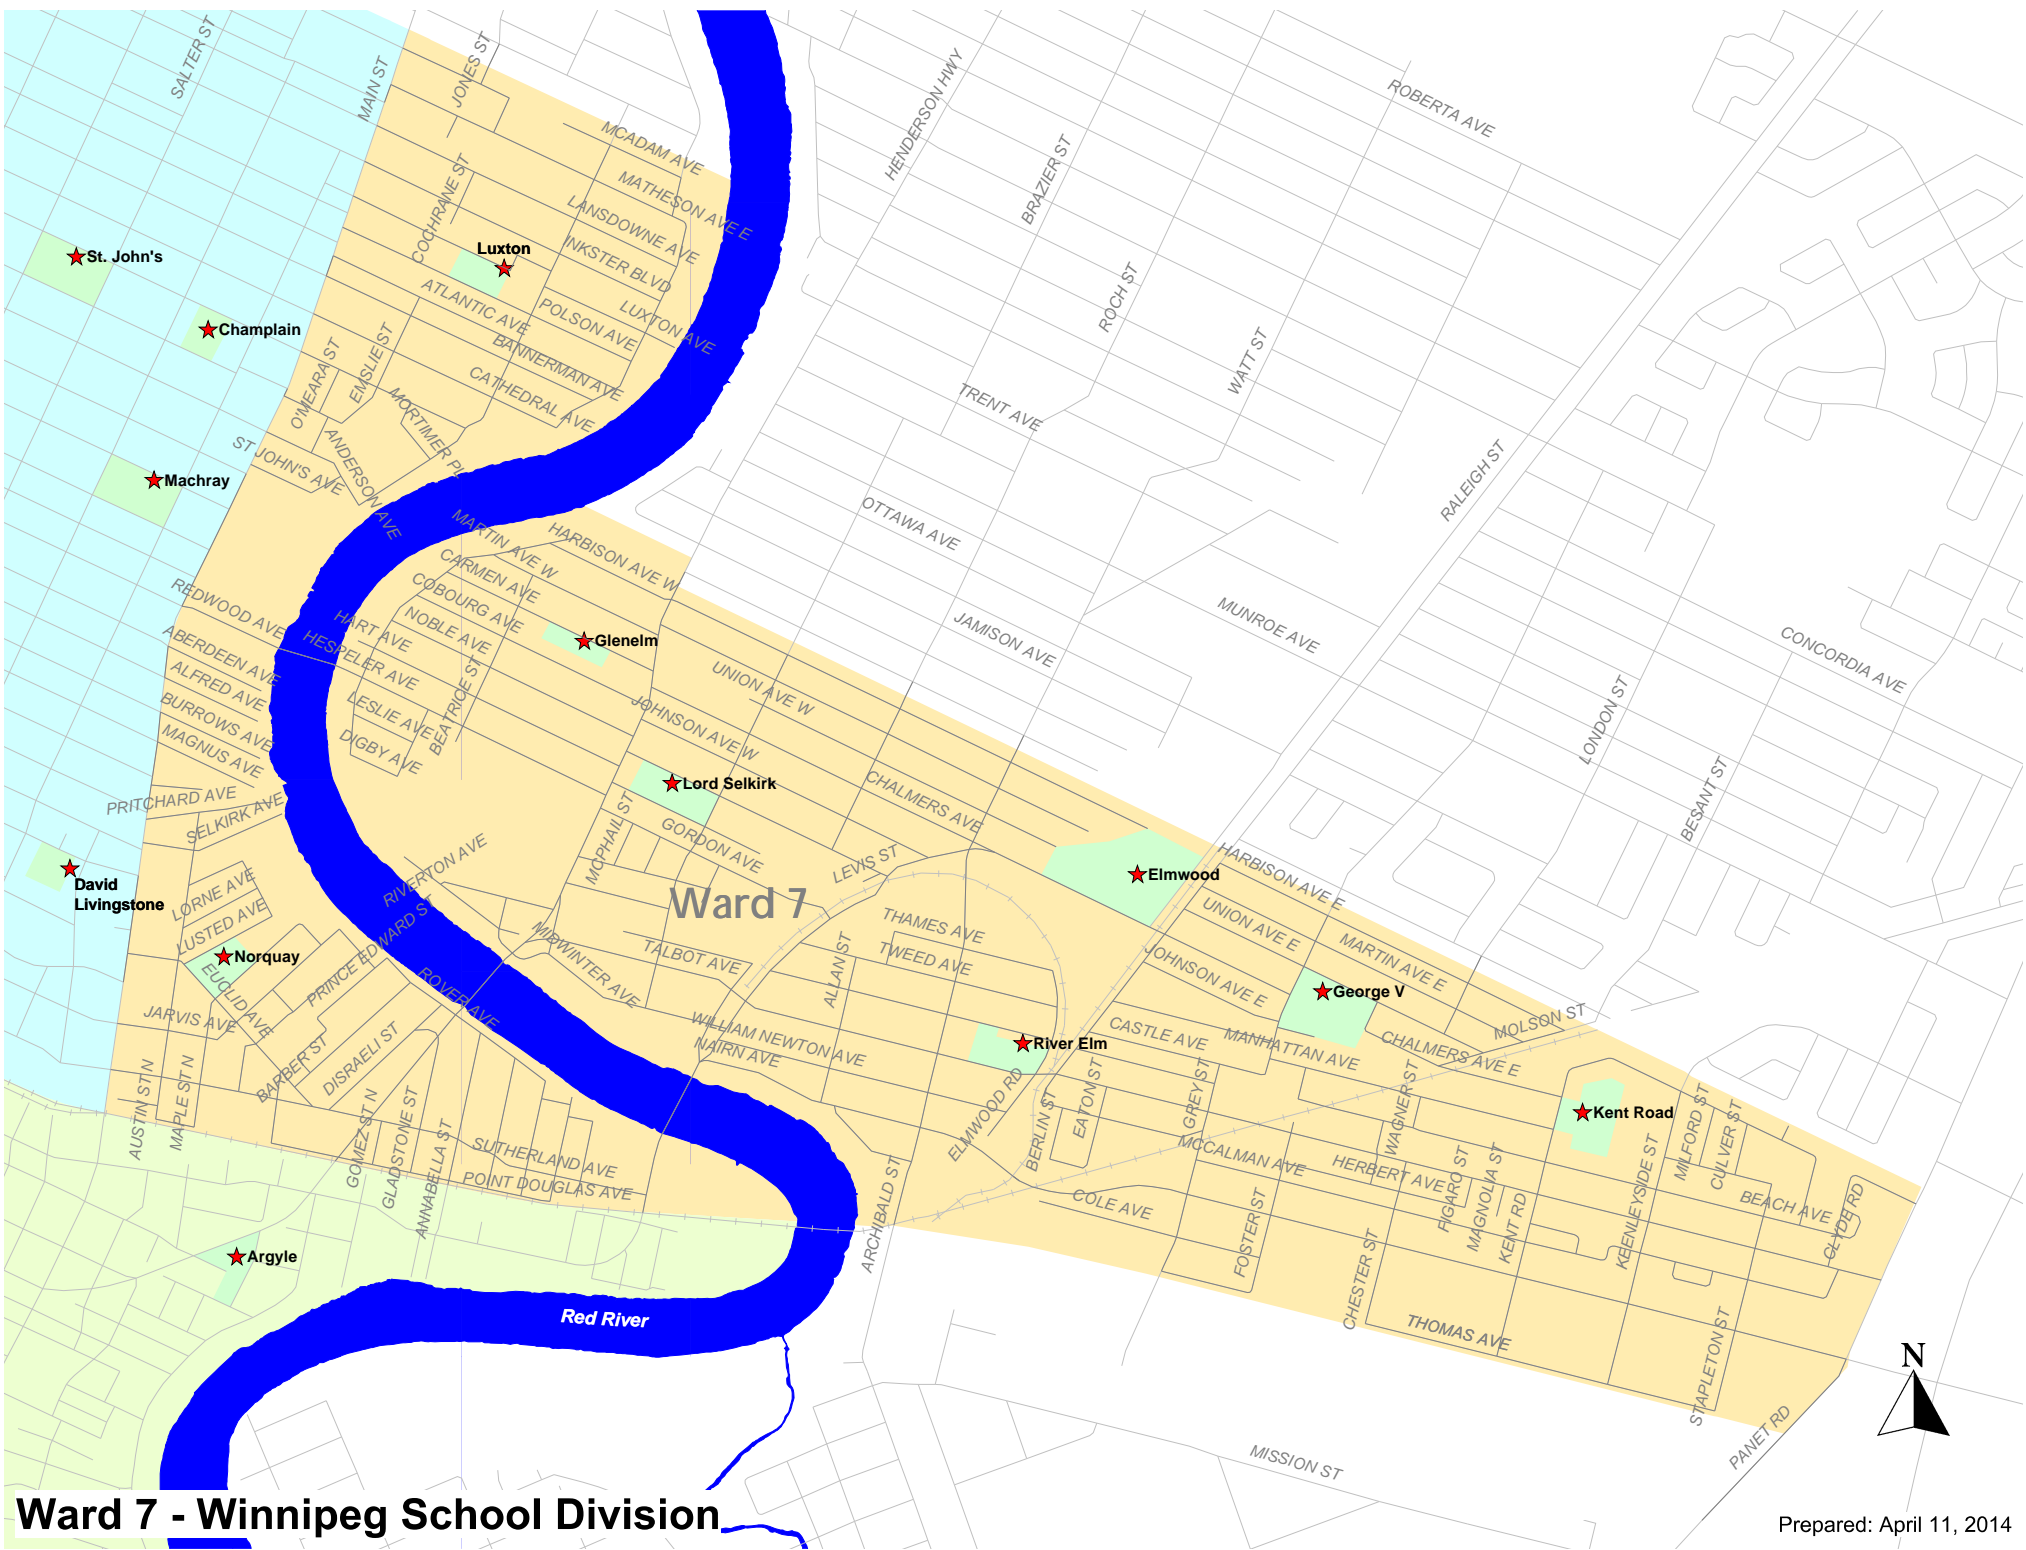 SALTER ST
MAIN ST
JONES ST
HENDERSON HWY
ROBERTA AVE
MCADAM AVE
BRAZIER ST
MATHESON AVE E
COCHRANE ST
LANSDOWNE AVE
St. John's
Luxton
INKSTER BLVD
ROCH ST
ATLANTIC AVE
POLSON AVE
LUXTON AVE
Champlain
O'MEARA ST
EMSLIE ST
BANNERMAN AVE
WATT ST
CATHEDRAL AVE
MORTIMER PL
TRENT AVE
ST JOHN'S AVE
ANDERSON AVE
Machray
RALEIGH ST
OTTAWA AVE
MARTIN AVE W
HARBISON AVE W
CARMEN AVE
COBOURG AVE
REDWOOD AVE
HART AVE
NOBLE AVE
Glenelm
JAMISON AVE
MUNROE AVE
CONCORDIA AVE
ABERDEEN AVE
HESPELER AVE
ALFRED AVE
BEATRICE ST
UNION AVE W
LONDON ST
BURROWS AVE
LESLIE AVE
JOHNSON AVE W
MAGNUS AVE
DIGBY AVE
Lord Selkirk
CHALMERS AVE
BESANT ST
PRITCHARD AVE
SELKIRK AVE
MCPHAIL ST
GORDON AVE
David
Livingstone
RIVERTON AVE
LEVIS ST
Elmwood
HARBISON AVE E
LORNE AVE
Ward 7
LUSTED AVE
PRINCE EDWARD ST
THAMES AVE
UNION AVE E
Norquay
MIDWINTER AVE
TALBOT AVE
ALLAN ST
TWEED AVE
JOHNSON AVE E
MARTIN AVE E
EUCLID AVE
ROVER AVE
George V
JARVIS AVE
WILLIAM NEWTON AVE
NAIRN AVE
River Elm
CASTLE AVE
MANHATTAN AVE
CHALMERS AVE E
MOLSON ST
BARBER ST
DISRAELI ST
ELMWOOD RD
EATON ST
GREY ST
WAGNER ST
Kent Road
AUSTIN ST N
MAPLE ST N
GOMEZ ST N
GLADSTONE ST
ANNABELLA ST
SUTHERLAND AVE
POINT DOUGLAS AVE
BERLIN ST
MCCALMAN AVE
HERBERT AVE
MILFORD ST
CULVER ST
KEENLEYSIDE ST
ARCHIBALD ST
COLE AVE
FOSTER ST
FIGARO ST
MAGNOLIA ST
KENT RD
BEACH AVE
CLYDE RD
Argyle
CHESTER ST
Red River
THOMAS AVE
STAPLETON ST
N
PANET RD
MISSION ST
Ward 7 - Winnipeg School Division
Prepared: April 11, 2014